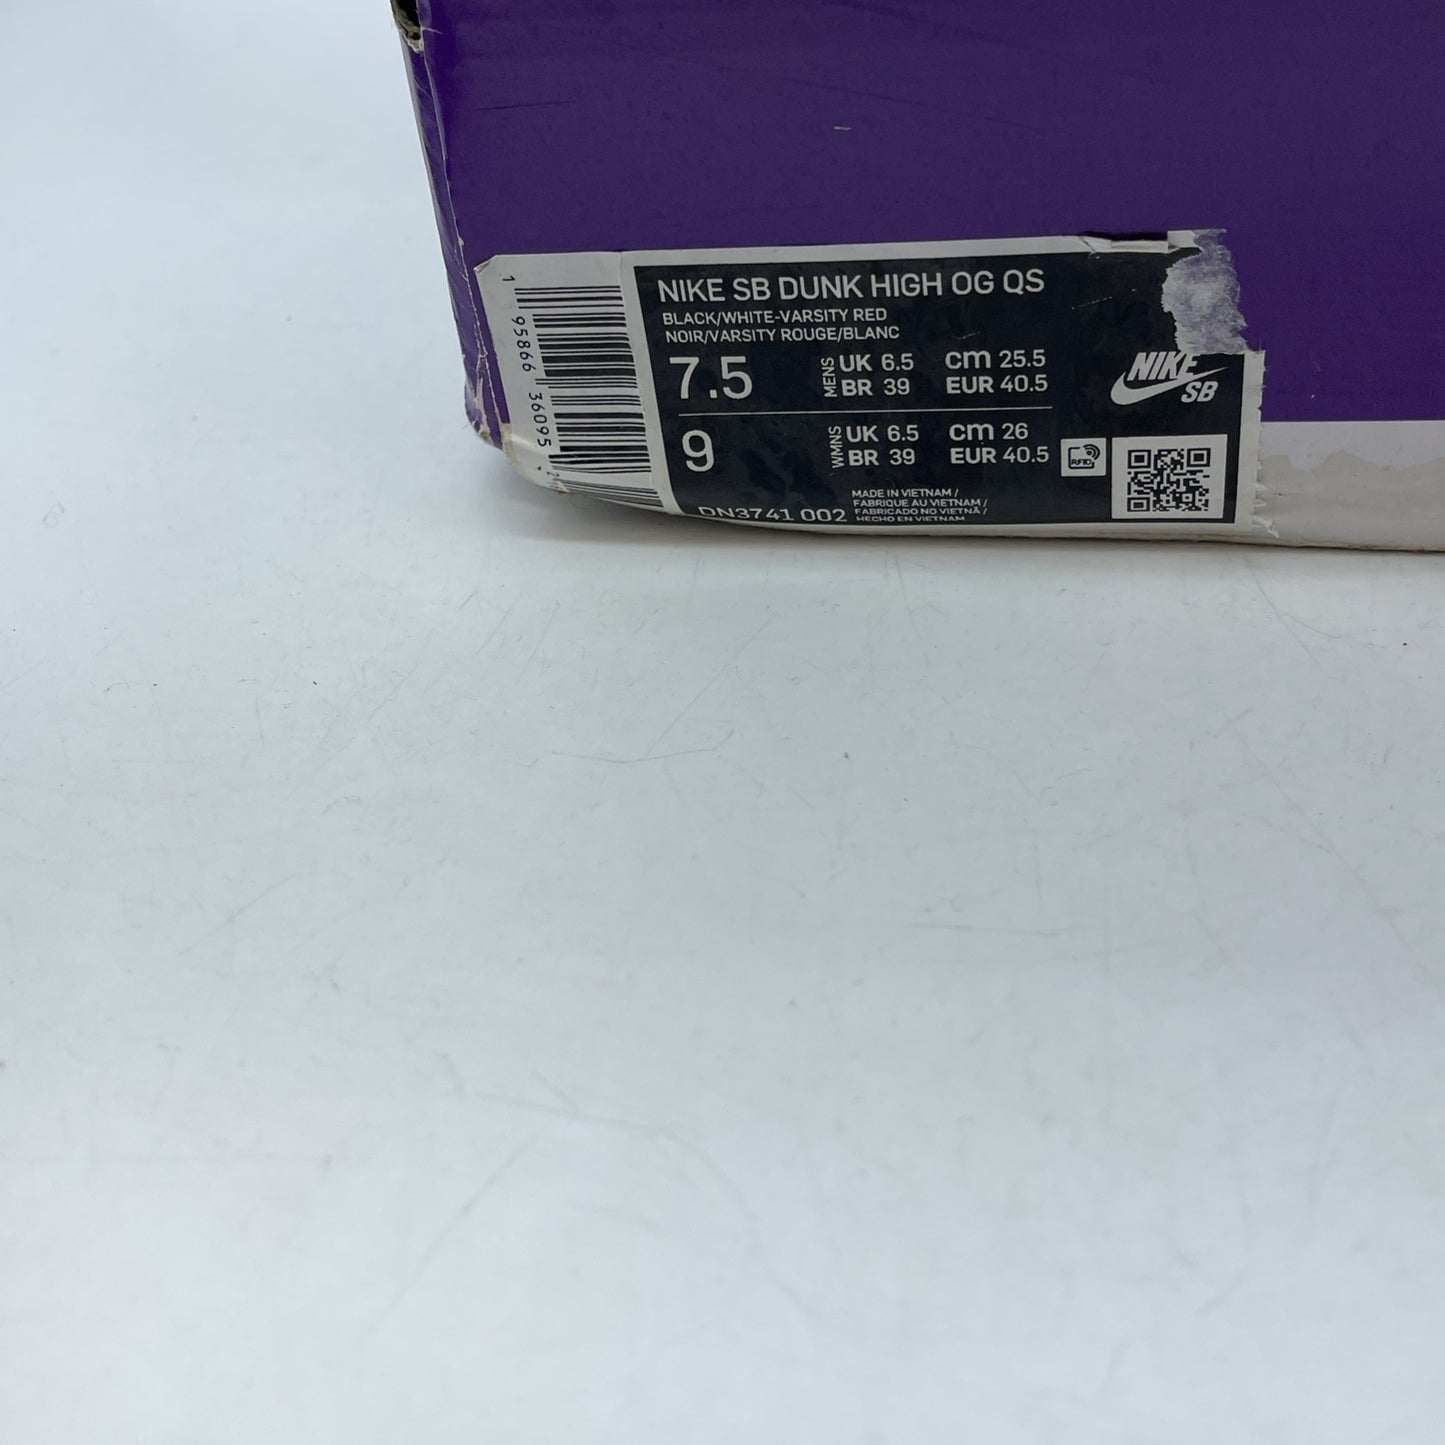 NIKE SB DUNK HIGH OG QS
BLACK/WHITE-VARSITY RED
NOIR/VARSITY ROUGE/BLANC
7.5 MENS UK 6.5 CM 25.5
BR 39 EUR 40.5
9 WMNS UK 6.5 CM 26
BR 39 EUR 40.5
RFID
DN3741 002
MADE IN VIETNAM /
FABRIQUE AU VIETNAM /
FABRICADO NO VIETNÃ /
HECHO EN VIETNAM
NIKE
SB
1 95866 36095